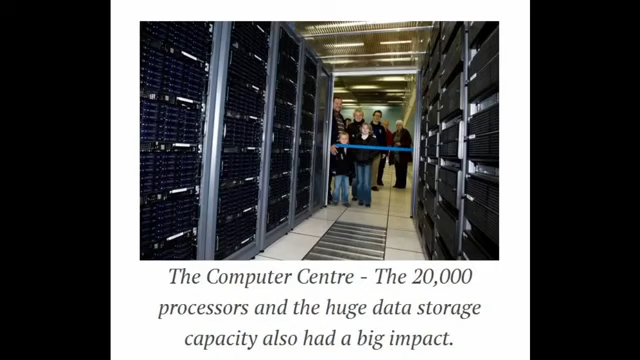 The Computer Centre - The 20,000
processors and the huge data storage
capacity also had a big impact.